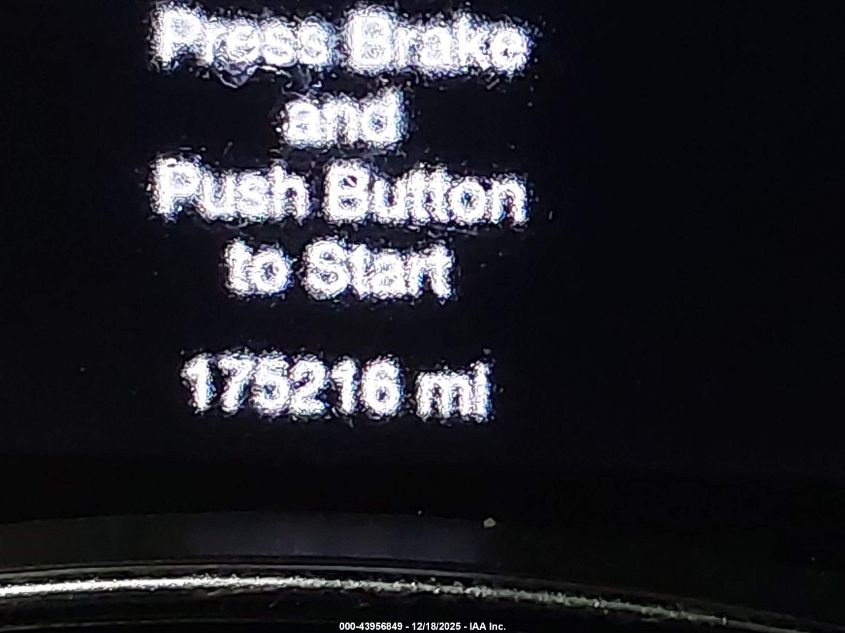 Press Brake
and
Push Button
to Start
175216 mi
000-43956849 - 12/18/2025 - IAA Inc.